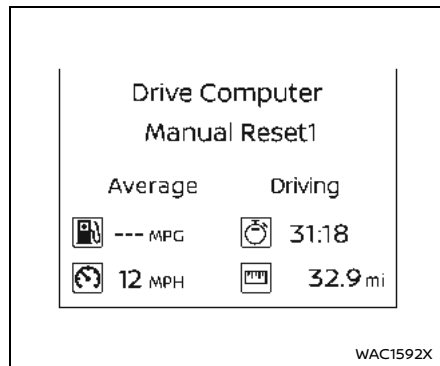 Drive Computer
Manual Reset1
Average Driving
--- MPG 31:18
12 MPH 32.9 mi
WAC1592X